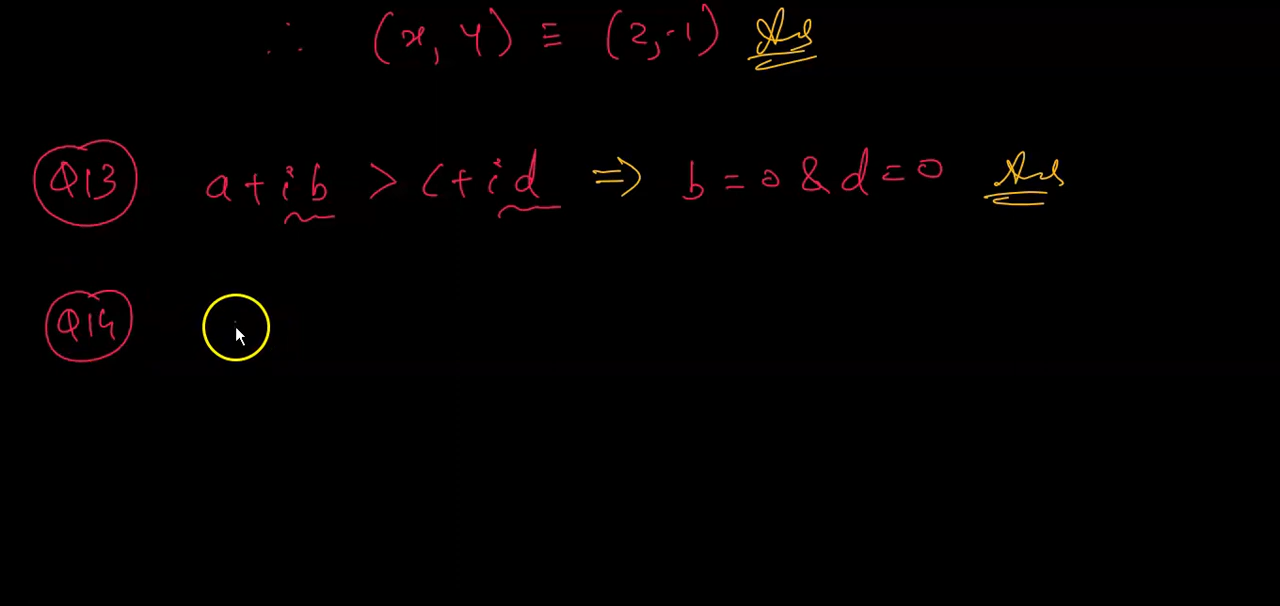 ∴ (x, y) ≡ (2, -1) Ans
Q13 a + ib > c + id ⇒ b = 0 & d = 0 Ans
Q14